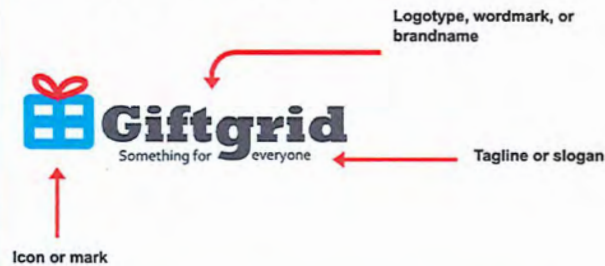 Logotype, wordmark, or
brandname
Giftgrid
Something for everyone
Tagline or slogan
Icon or mark